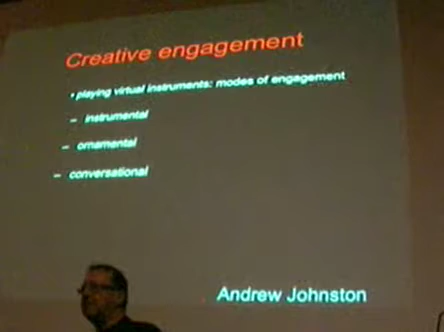 Creative engagement
• playing virtual instruments: modes of engagement
– instrumental
– ornamental
– conversational
Andrew Johnston